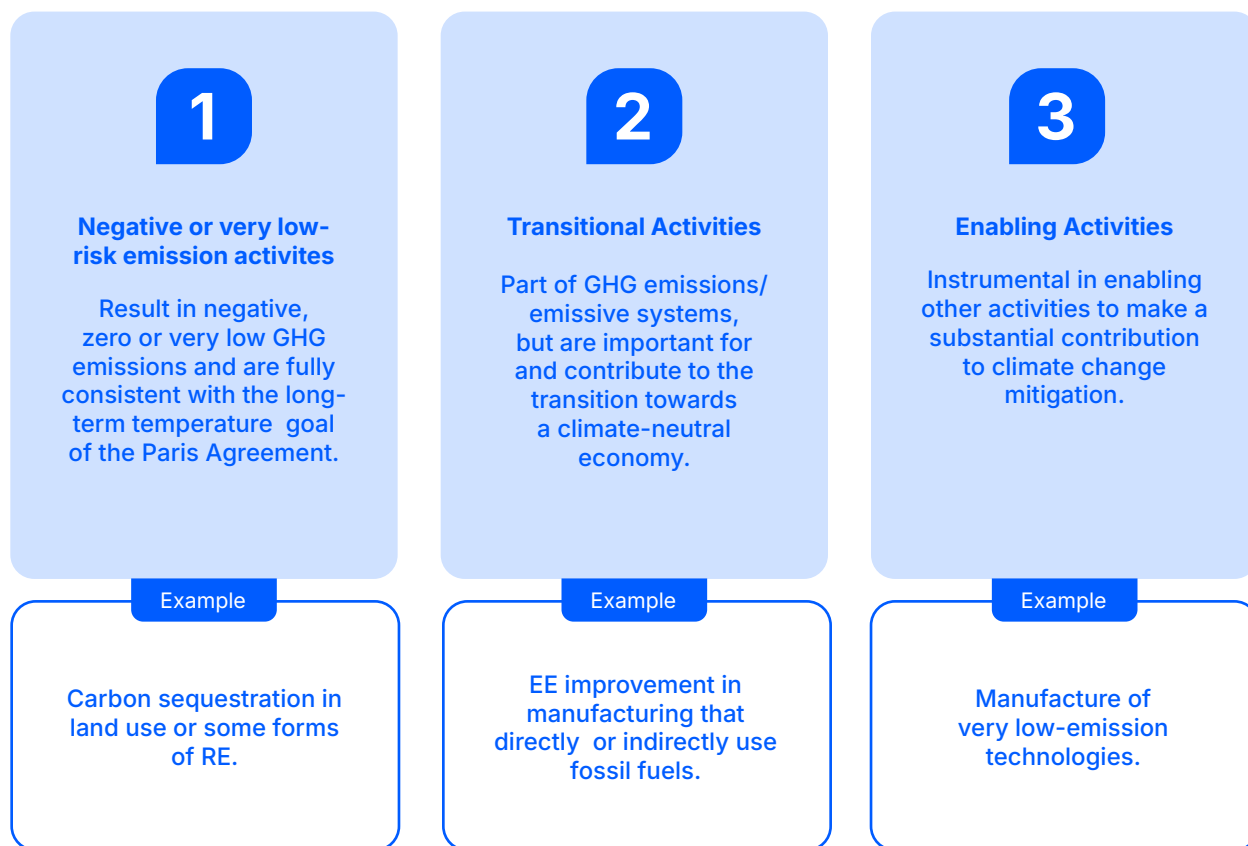 1
Negative or very low-
risk emission activites
Result in negative,
zero or very low GHG
emissions and are fully
consistent with the long-
term temperature  goal
of the Paris Agreement.
Example
Carbon sequestration in
land use or some forms
of RE.
2
Transitional Activities
Part of GHG emissions/
emissive systems,
but are important for
and contribute to the
transition towards
a climate-neutral
economy.
Example
EE improvement in
manufacturing that
directly  or indirectly use
fossil fuels.
3
Enabling Activities
Instrumental in enabling
other activities to make a
substantial contribution
to climate change
mitigation.
Example
Manufacture of
very low-emission
technologies.